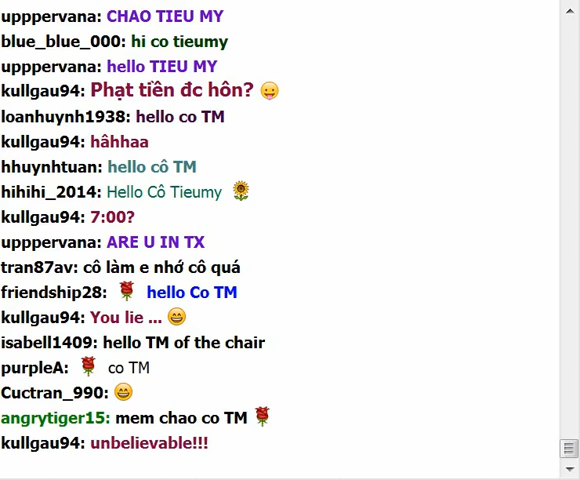 upppervana: CHAO TIEU MY
blue_blue_000: hi co tieumy
upppervana: hello TIEU MY
kullgau94: Phạt tiền đc hôn?
loanhuynh1938: hello co TM
kullgau94: hâhhaa
hhuynhtuan: hello cô TM
hihihi_2014: Hello Cô Tieumy
kullgau94: 7:00?
upppervana: ARE U IN TX
tran87av: cô làm e nhớ cô quá
friendship28: hello Co TM
kullgau94: You lie ...
isabell1409: hello TM of the chair
purpleA: co TM
Cuctran_990:
angrytiger15: mem chao co TM
kullgau94: unbelievable!!!